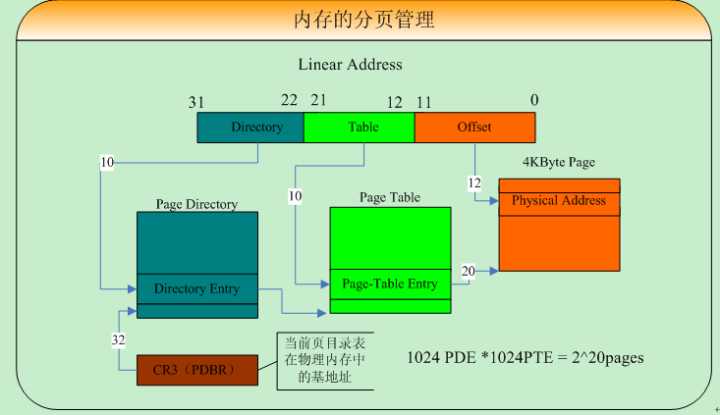 内存的分页管理
Linear Address
31 22 21 12 11 0
Directory Table Offset
10
10
12
4KByte Page
Physical Address
Page Directory
Page Table
Directory Entry
Page-Table Entry
20
32
CR3（PDBR）
当前页目录表
在物理内存中
的基地址
1024 PDE *1024PTE = 2^20pages